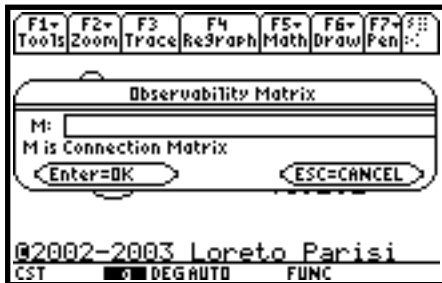 F1▾ F2▾ F3 F4 F5▾ F6▾ F7▾
Tools Zoom Trace ReGraph Math Draw Pen
Observability Matrix
M:
M is Connection Matrix
Enter=OK ESC=CANCEL
@2002-2003 Loreto Parisi
CST DEG AUTO FUNC